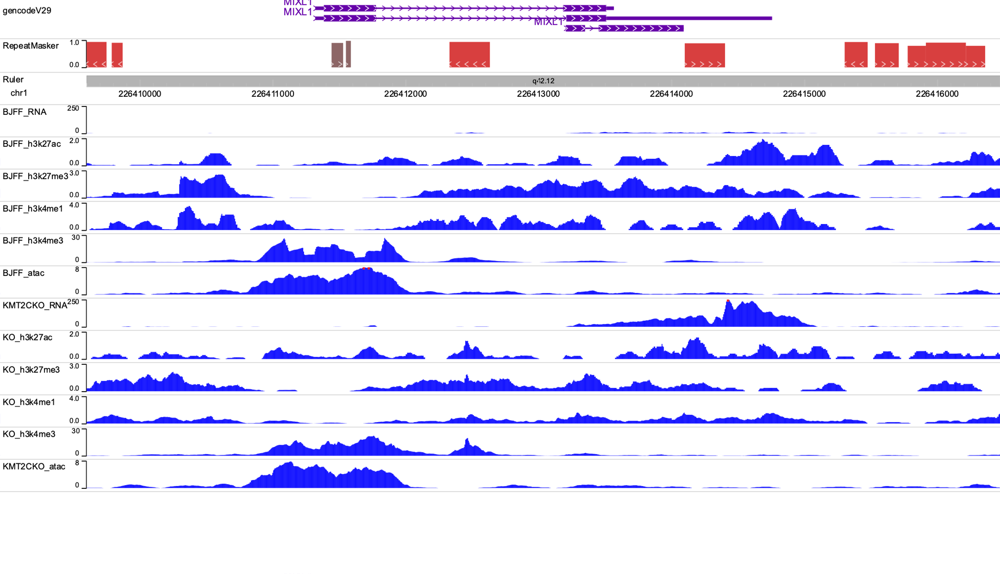 MIXL1
gencodeV29
MIXL1
MIXL1
RepeatMasker
1.0
0.0
Ruler
q42.12
chr1
226410000 226411000 226412000 226413000 226414000 226415000 226416000
BJFF_RNA
250
0
BJFF_h3k27ac
2.0
0.0
BJFF_h3k27me3
3.0
0.0
BJFF_h3k4me1
4.0
0.0
BJFF_h3k4me3
30
0
BJFF_atac
8
0
KMT2CKO_RNA
250
0
KO_h3k27ac
2.0
0.0
KO_h3k27me3
3.0
0.0
KO_h3k4me1
4.0
0.0
KO_h3k4me3
30
0
KMT2CKO_atac
8
0